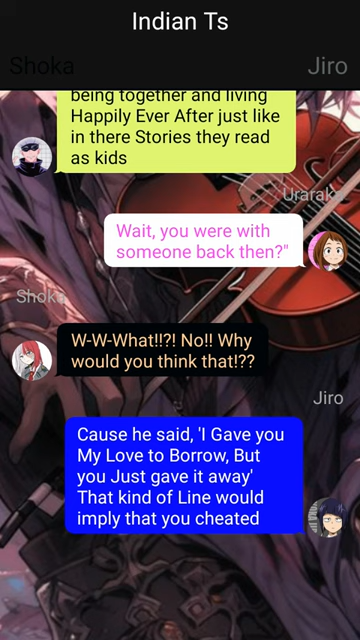 Indian Ts
Shoka
Jiro
being together and living
Happily Ever After just like
in there Stories they read
as kids
Uraraka
Wait, you were with
someone back then?"
Shoka
W-W-What!!?! No!! Why
would you think that!??
Jiro
Cause he said, 'I Gave you
My Love to Borrow, But
you Just gave it away'
That kind of Line would
imply that you cheated